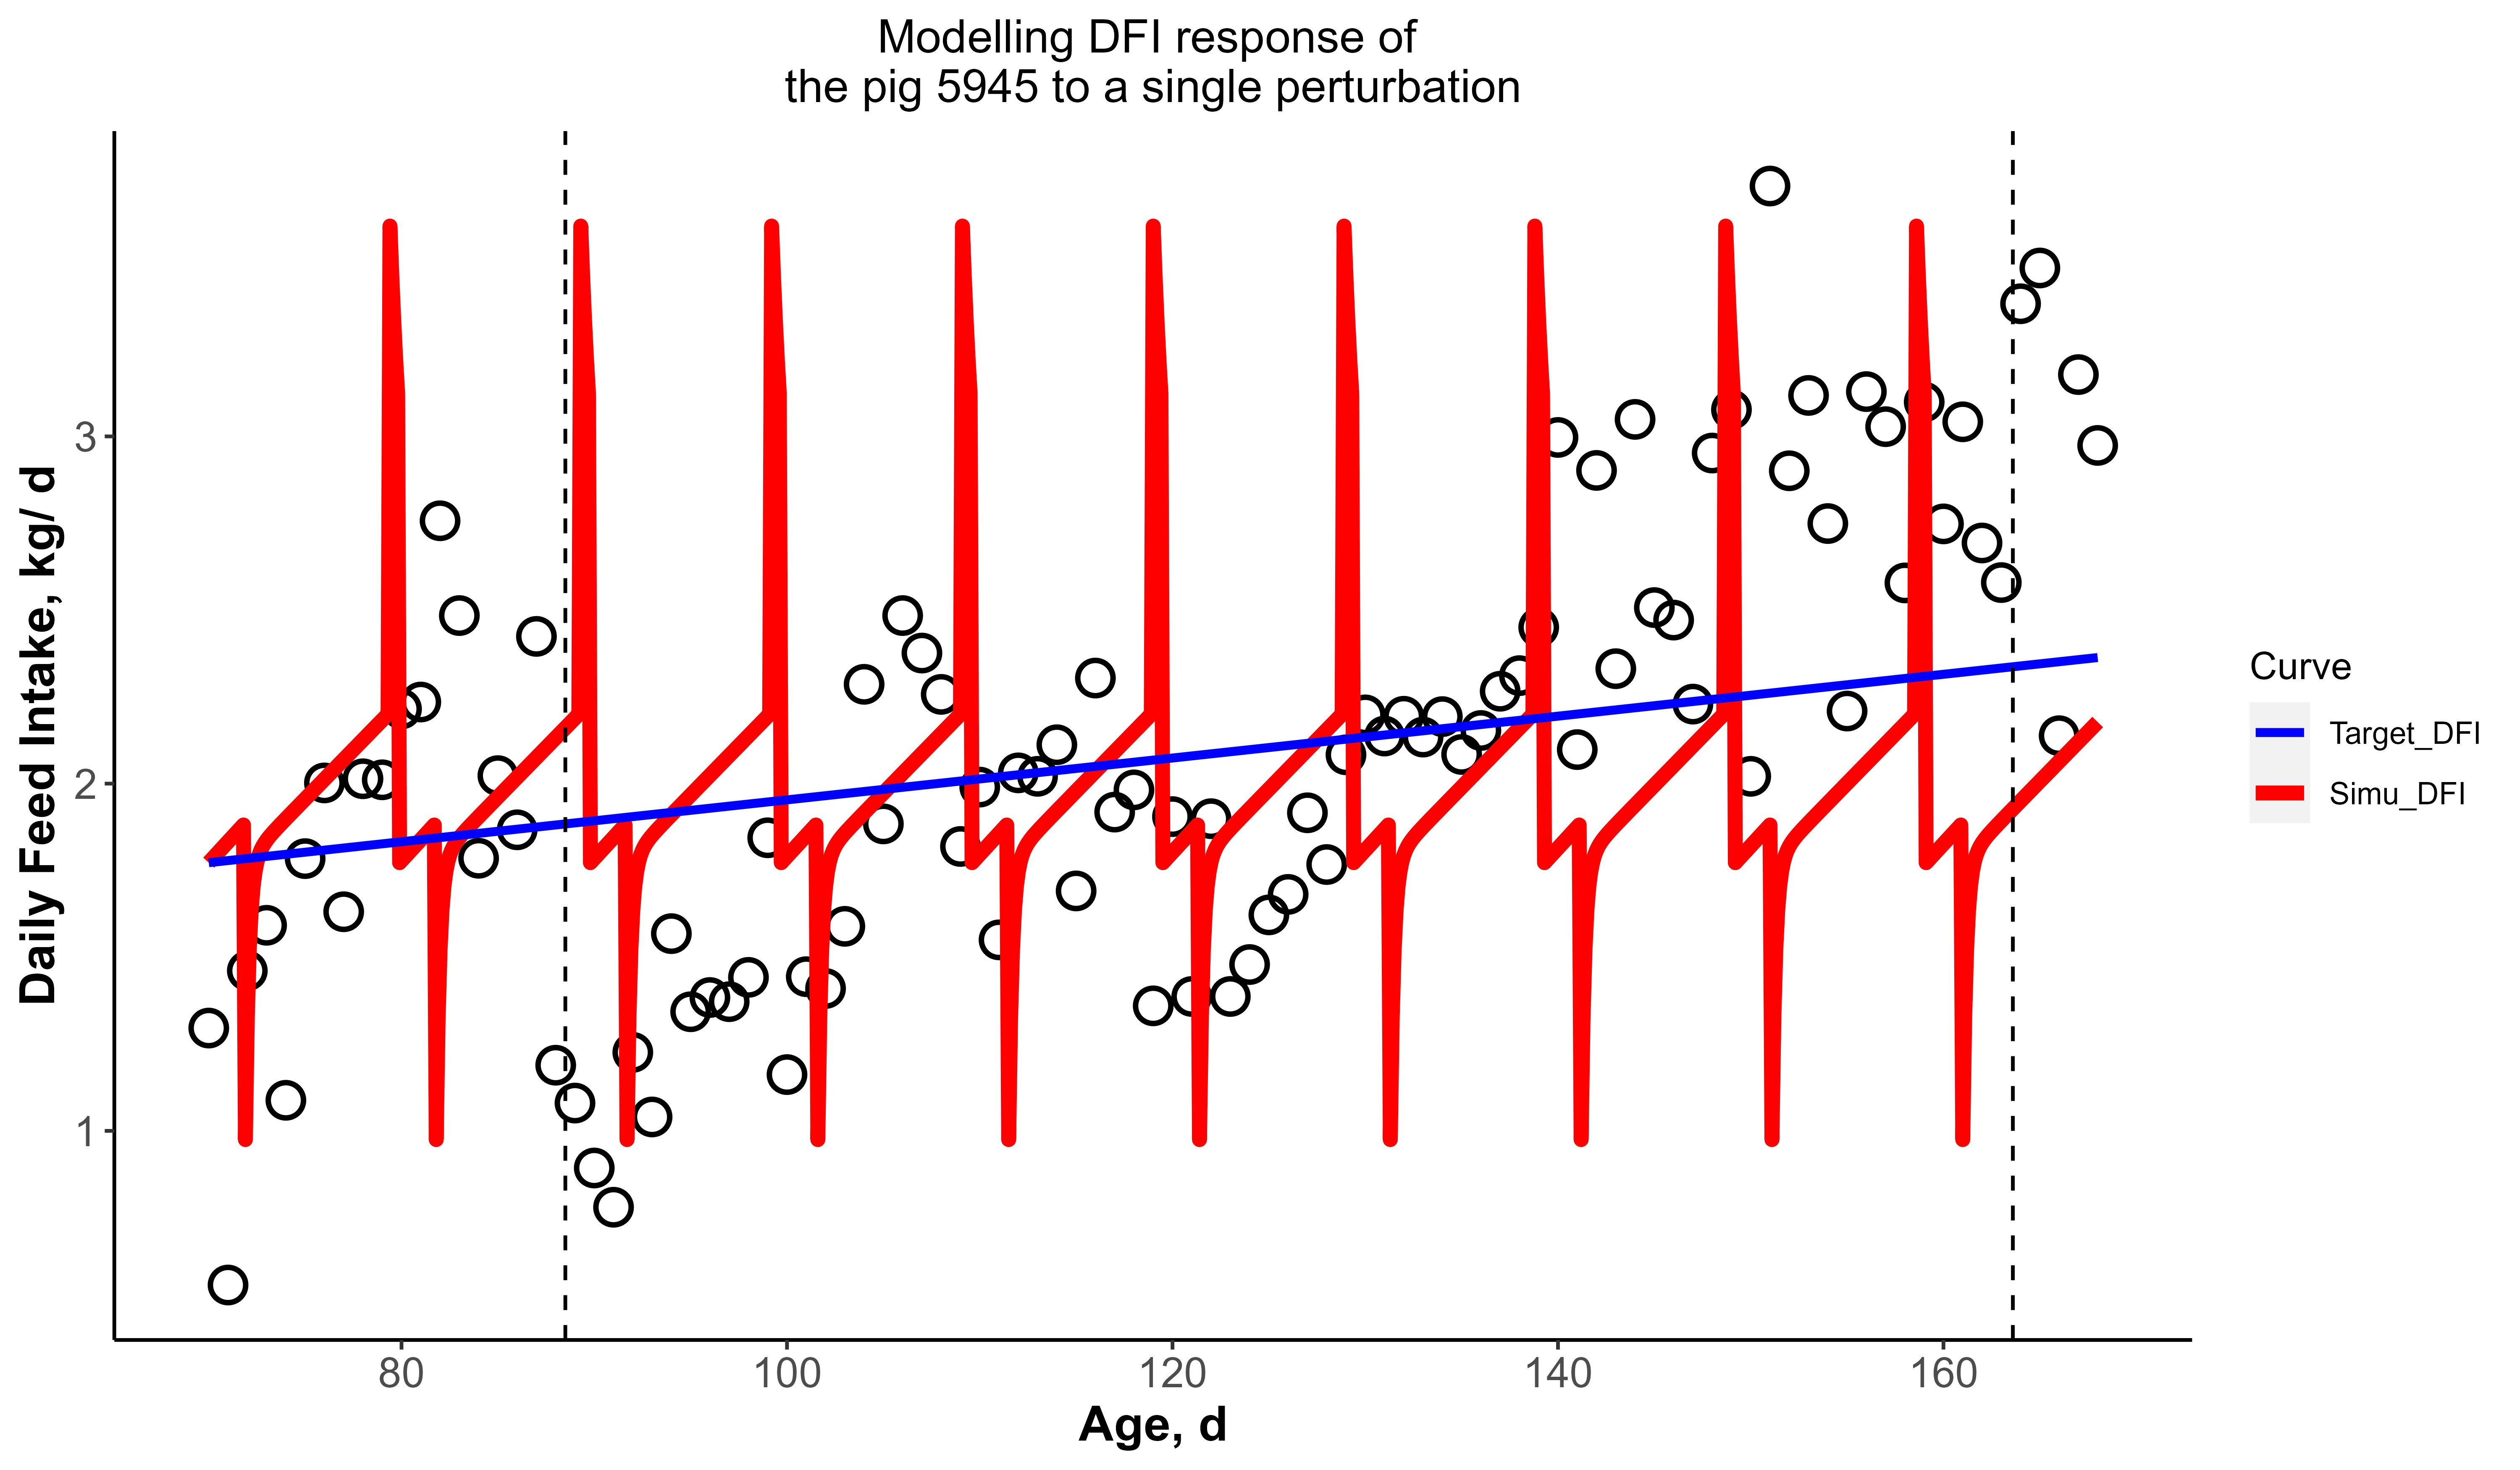 Modelling DFI response of
the pig 5945 to a single perturbation
Daily Feed Intake, kg/ d
3
2
1
80
100
120
140
160
Age, d
Curve
Target_DFI
Simu_DFI